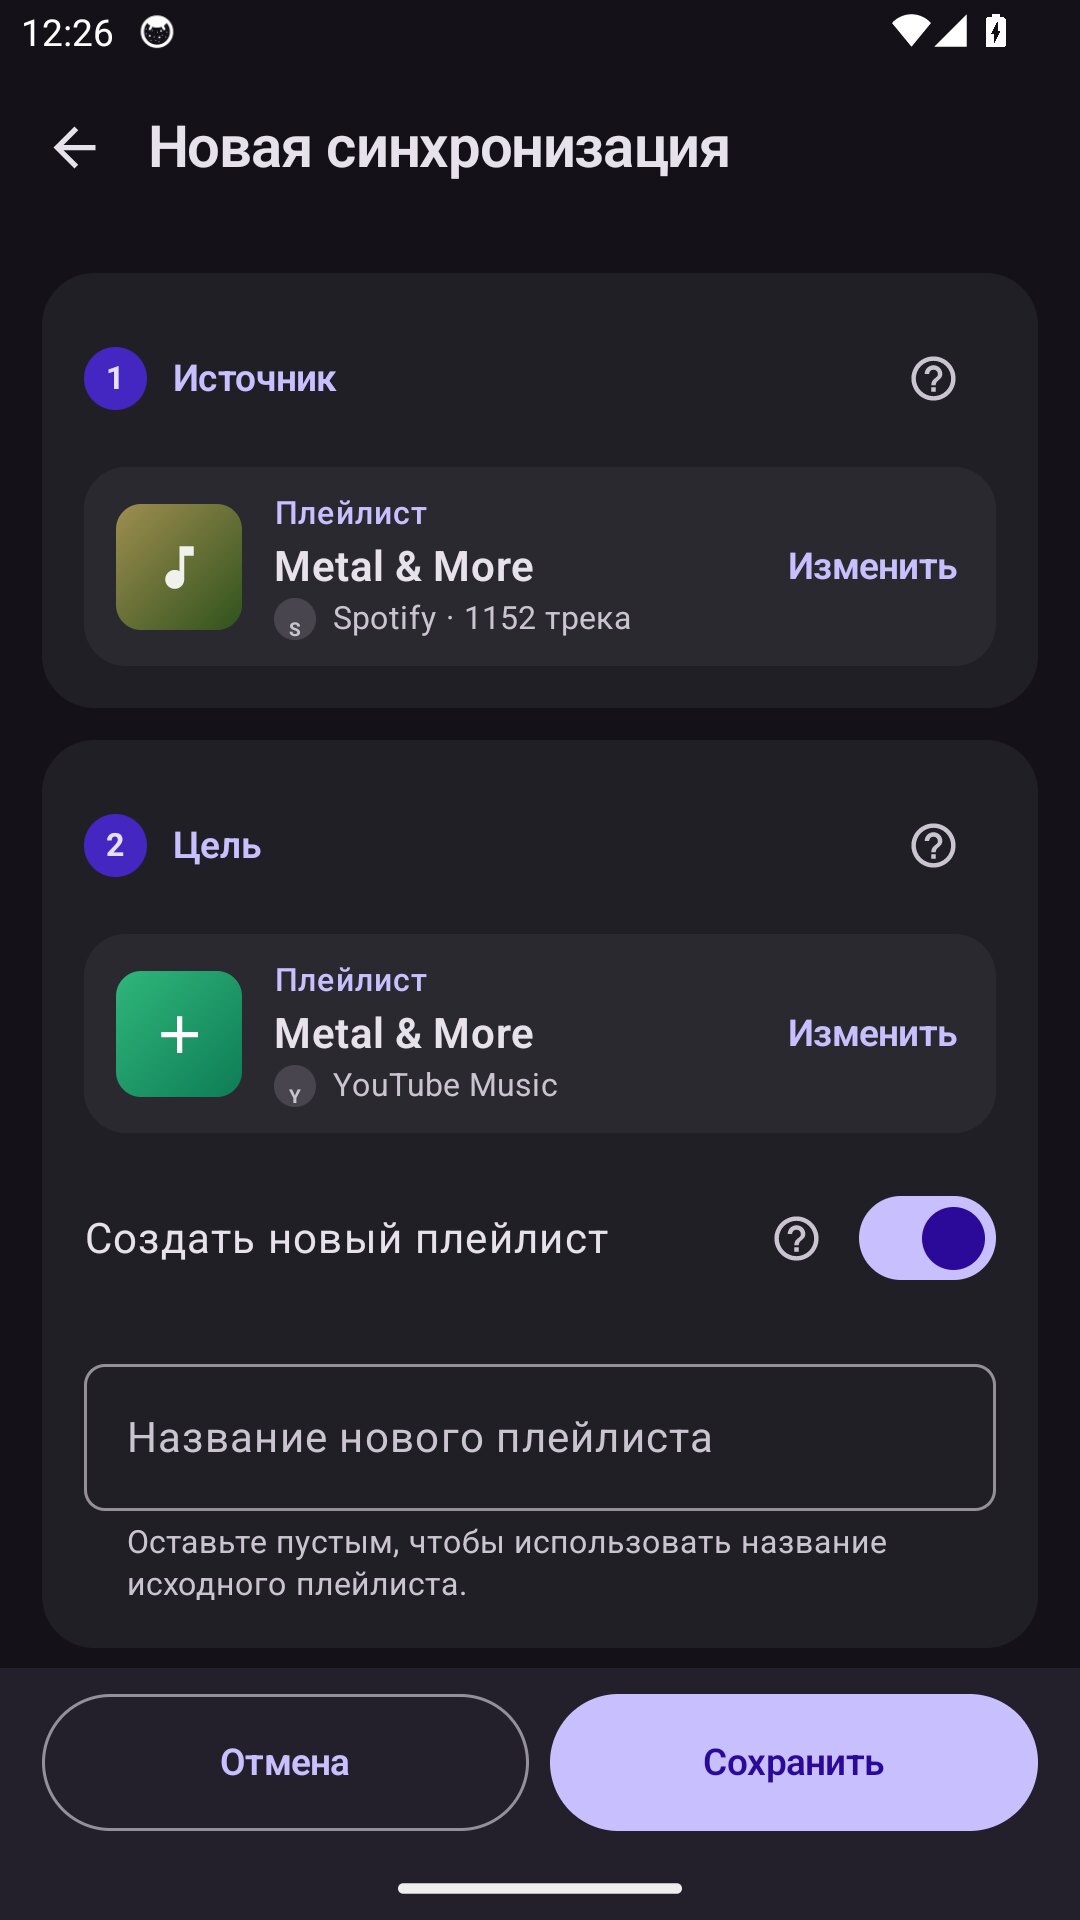 12:26
Новая синхронизация
1 Источник
Плейлист
Metal & More
Изменить
S Spotify · 1152 трека
2 Цель
Плейлист
Metal & More
Изменить
Y YouTube Music
Создать новый плейлист
Название нового плейлиста
Оставьте пустым, чтобы использовать название
исходного плейлиста.
Отмена
Сохранить